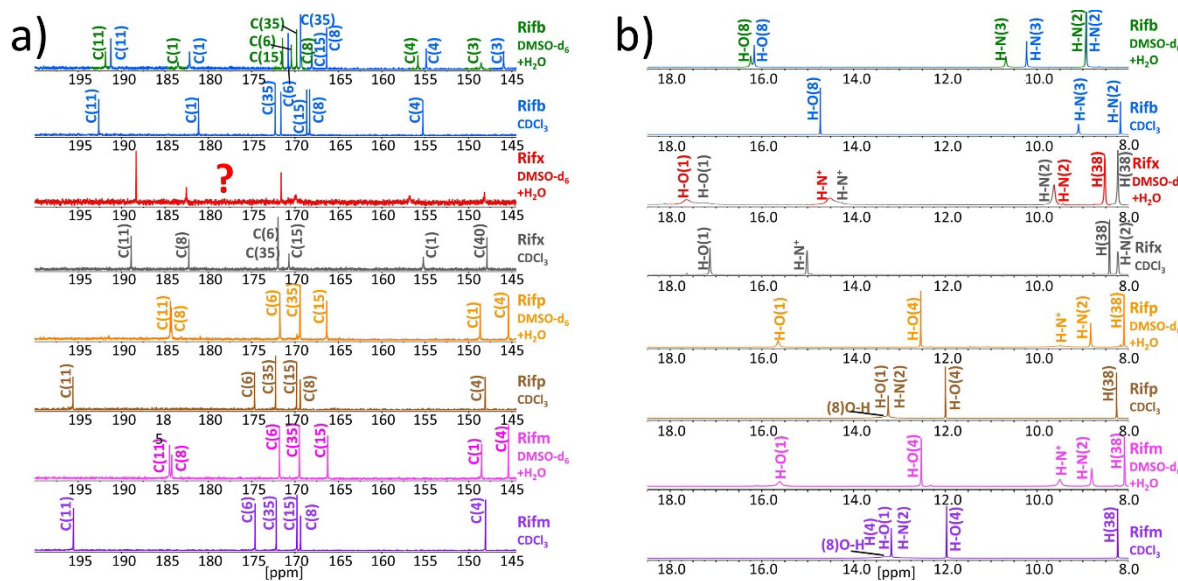 a)
C(11)
C(11)
C(1)
C(1)
C(35)
C(6)
C(15)
C(35)
C(8)
C(15)
C(8)
C(4)
C(4)
C(3)
C(3)
Rifb
DMSO-d6
+H2O
C(11)
C(1)
C(35)
C(6)
C(15)
C(8)
C(4)
Rifb
CDCl3
195 190 185 180 175 170 165 160 155 150 145
?
Rifx
DMSO-d6
+H2O
195 190 185 180 175 170 165 160 155 150 145
C(11)
C(8)
C(6)
C(35)
C(15)
C(1)
C(40)
Rifx
CDCl3
195 190 185 180 175 170 165 160 155 150 145
C(11)
C(8)
C(6)
C(35)
C(15)
C(1)
C(4)
Rifp
DMSO-d6
+H2O
195 190 185 180 175 170 165 160 155 150 145
C(11)
C(6)
C(35)
C(15)
C(8)
C(4)
Rifp
CDCl3
195 190 185 180 175 170 165 160 155 150 145
5
C(11)
C(8)
C(6)
C(35)
C(15)
C(1)
C(4)
Rifm
DMSO-d6
+H2O
195 190 185 180 175 170 165 160 155 150 145
C(11)
C(6)
C(35)
C(15)
C(8)
C(4)
Rifm
CDCl3
195 190 185 180 175 170 165 160 155 150 145
[ppm]
b)
H-O(8)
H-O(8)
H-N(3)
H-N(3)
H-N(2)
H-N(2)
Rifb
DMSO-d6
+H2O
18.0 16.0 14.0 12.0 10.0 8.0
H-O(8)
H-N(3)
H-N(2)
Rifb
CDCl3
18.0 16.0 14.0 12.0 10.0 8.0
H-O(1)
H-O(1)
H-N+
H-N+
H-N(2)
H-N(2)
H(38)
H(38)
Rifx
DMSO-d6
+H2O
18.0 16.0 14.0 12.0 10.0 8.0
H-O(1)
H-N+
H(38)
H-N(2)
Rifx
CDCl3
18.0 16.0 14.0 12.0 10.0 8.0
H-O(1)
H-O(4)
H-N+
H-N(2)
H(38)
Rifp
DMSO-d6
+H2O
18.0 16.0 14.0 12.0 10.0 8.0
(8)O-H
H-O(1)
H-N(2)
H-O(4)
H(38)
Rifp
CDCl3
18.0 16.0 14.0 12.0 10.0 8.0
H-O(1)
H-O(4)
H-N+
H-N(2)
H(38)
Rifm
DMSO-d6
+H2O
18.0 16.0 14.0 12.0 10.0 8.0
(8)O-H
H(4)
H-O(1)
H-N(2)
H-O(4)
H(38)
Rifm
CDCl3
18.0 16.0 14.0 12.0 10.0 8.0
[ppm]